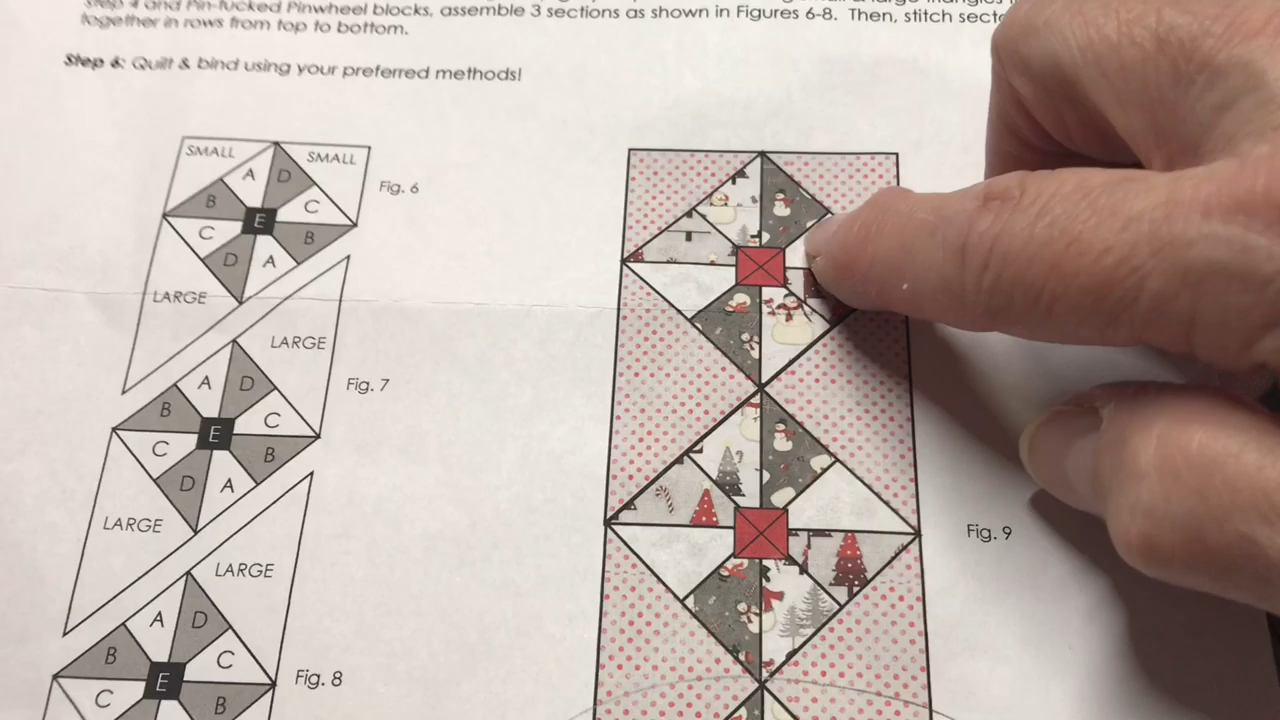 Step 4 and Pin-Tucked Pinwheel blocks, assemble 3 sections as shown in Figures 6-8. Then, stitch
together in rows from top to bottom.
Step 6: Quilt & bind using your preferred methods!
SMALL
SMALL
A
D
Fig. 6
B
C
E
C
B
D
A
LARGE
LARGE
A
D
Fig. 7
B
C
E
C
B
D
A
LARGE
Fig. 9
LARGE
A
D
B
C
E
Fig. 8
C
B